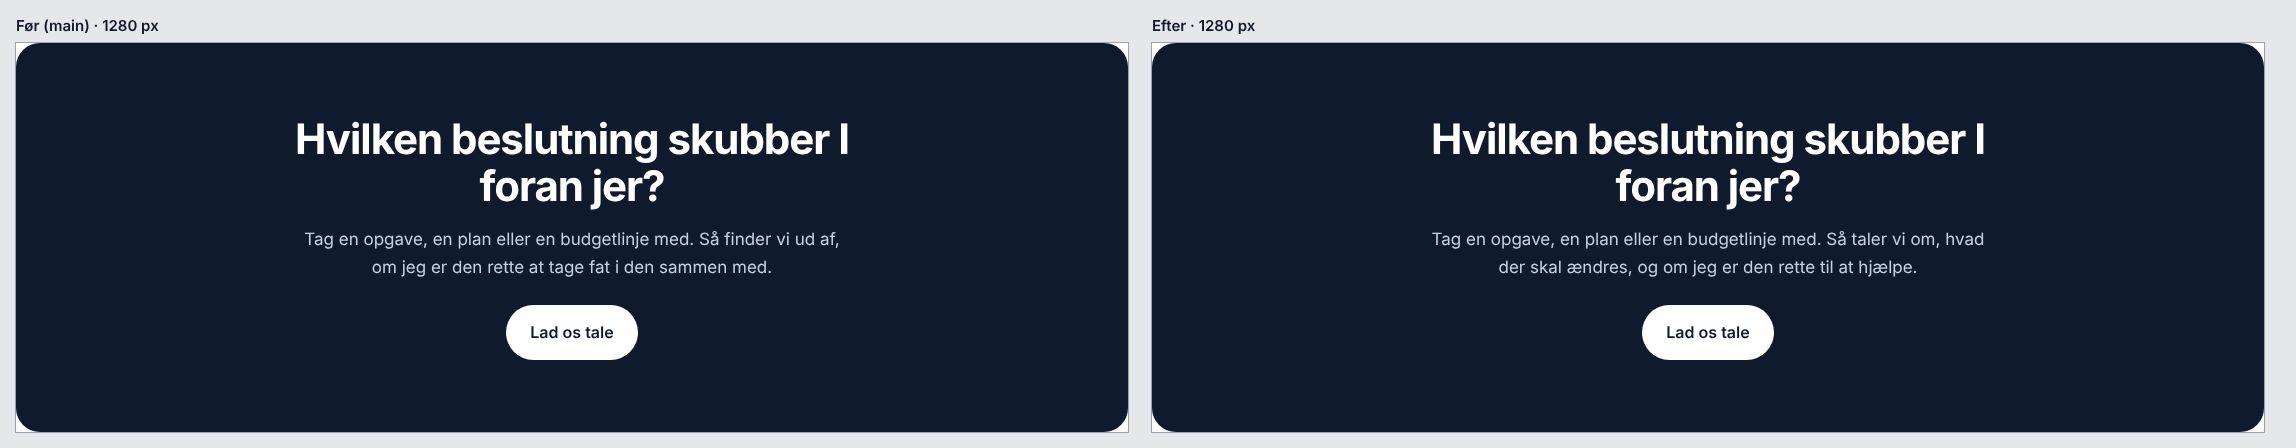 Før (main) · 1280 px
Hvilken beslutning skubber I
foran jer?
Tag en opgave, en plan eller en budgetlinje med. Så finder vi ud af,
om jeg er den rette at tage fat i den sammen med.
Lad os tale
Efter · 1280 px
Hvilken beslutning skubber I
foran jer?
Tag en opgave, en plan eller en budgetlinje med. Så taler vi om, hvad
der skal ændres, og om jeg er den rette til at hjælpe.
Lad os tale